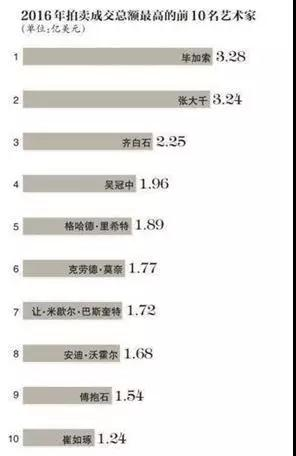 2016年拍卖成交总额最高的前10名艺术家
(单位:亿美元)
1 毕加索 3.28
2 张大千 3.24
3 齐白石 2.25
4 吴冠中 1.96
5 格哈德·里希特 1.89
6 克劳德·莫奈 1.77
7 让·米歇尔·巴斯奎特 1.72
8 安迪·沃霍尔 1.68
9 傅抱石 1.54
10 崔如琢 1.24